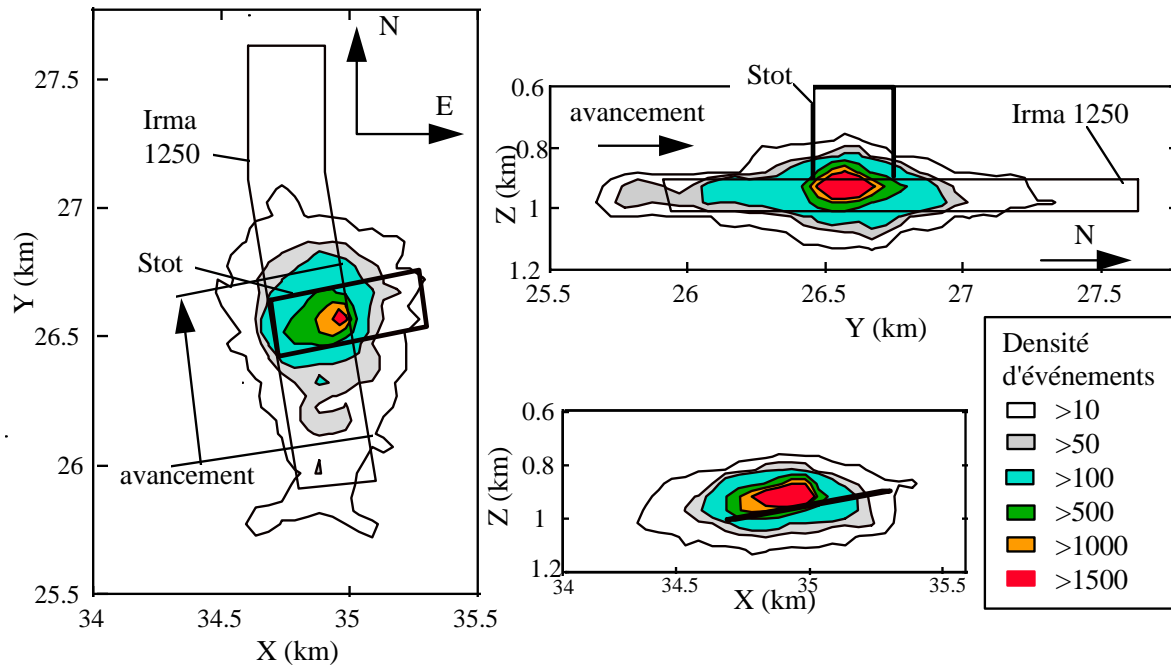 N
E
Irma
1250
Stot
avancement
27.5
27
26.5
26
25.5
Y (km)
34
34.5
35
35.5
X (km)
Stot
avancement
Irma 1250
N
0.6
0.8
1
1.2
Z (km)
25.5
26
26.5
27
27.5
Y (km)
0.6
0.8
1
1.2
Z (km)
34
34.5
35
35.5
X (km)
Densité
d'événements
>10
>50
>100
>500
>1000
>1500